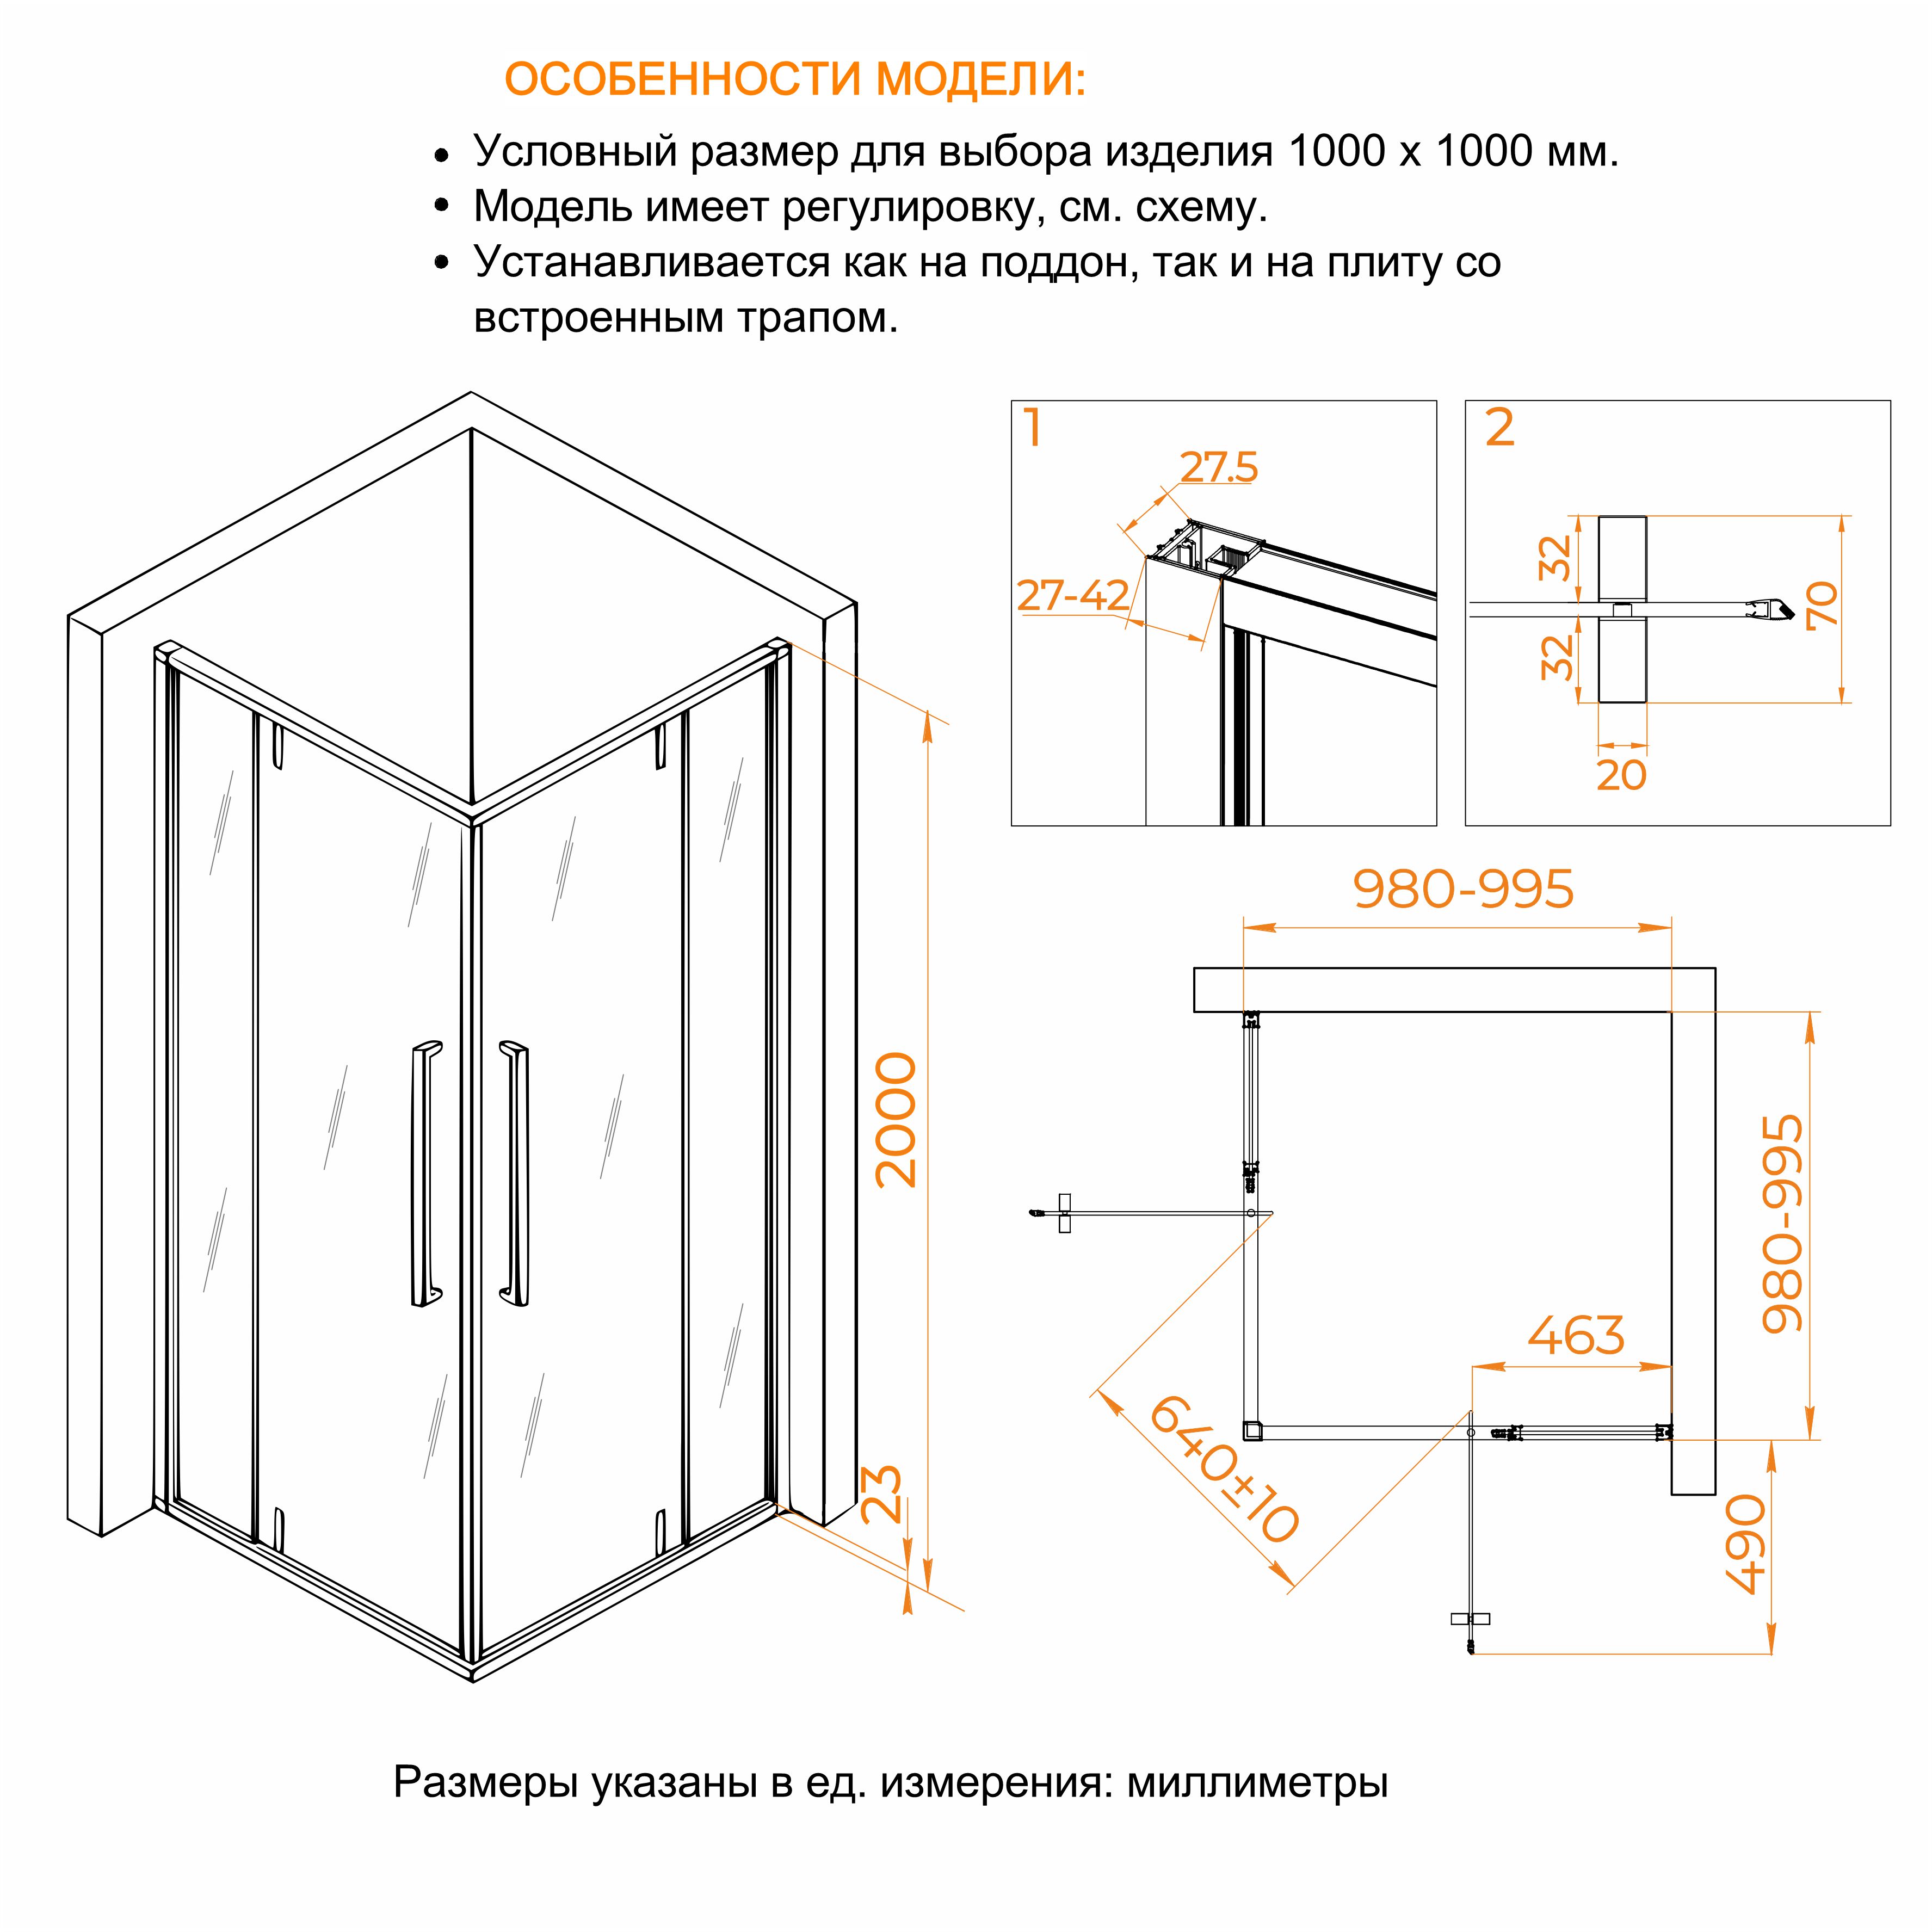 ОСОБЕННОСТИ МОДЕЛИ:
• Условный размер для выбора изделия 1000 х 1000 мм.
• Модель имеет регулировку, см. схему.
• Устанавливается как на поддон, так и на плиту со
встроенным трапом.
1
27.5
27-42
2
32
32
70
20
980-995
980-995
463
640±10
490
2000
23
Размеры указаны в ед. измерения: миллиметры